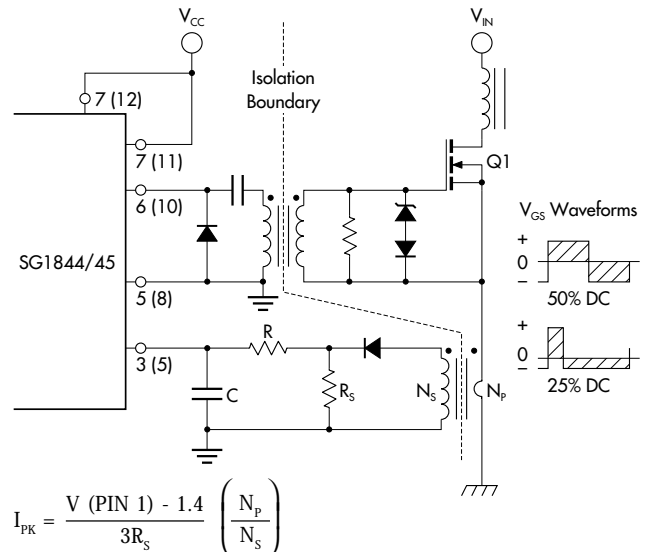 V_CC
V_IN
Isolation
Boundary
7 (12)
7 (11)
Q1
6 (10)
V_GS Waveforms
+
0
–
SG1844/45
5 (8)
50% DC
+
0
–
25% DC
3 (5)
R
C
R_S
N_S
N_P
I_PK = V (PIN 1) - 1.4 / 3R_S ( N_P / N_S )